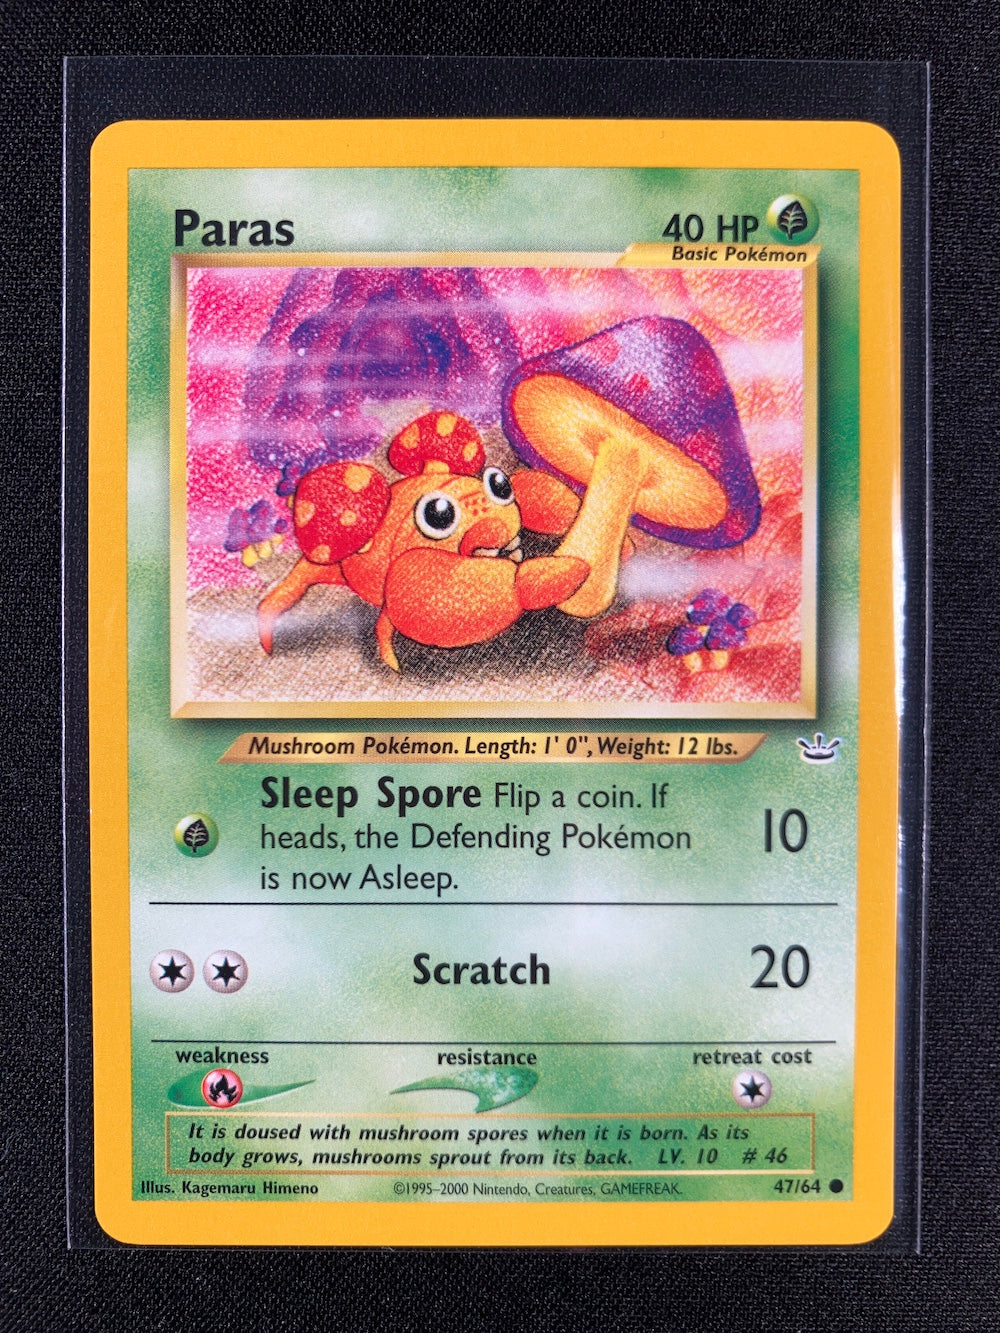 Paras
40 HP
Basic Pokémon
Mushroom Pokémon. Length: 1' 0", Weight: 12 lbs.
Sleep Spore Flip a coin. If
heads, the Defending Pokémon
is now Asleep.
10
Scratch
20
weakness
resistance
retreat cost
It is doused with mushroom spores when it is born. As its
body grows, mushrooms sprout from its back. LV. 10 # 46
Illus. Kagemaru Himeno
©1995–2000 Nintendo, Creatures, GAMEFREAK.
47/64